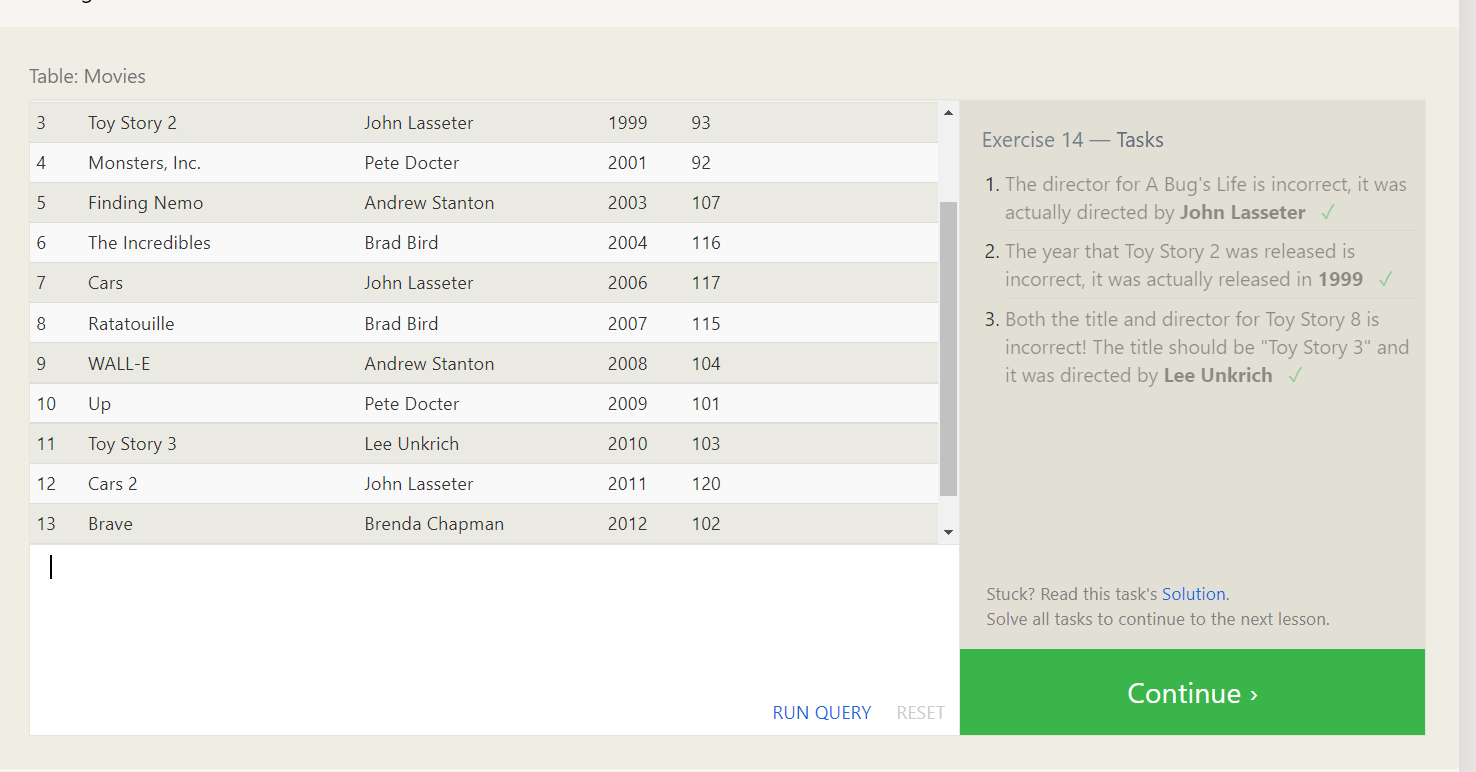 Table: Movies
3 Toy Story 2 John Lasseter 1999 93
4 Monsters, Inc. Pete Docter 2001 92
5 Finding Nemo Andrew Stanton 2003 107
6 The Incredibles Brad Bird 2004 116
7 Cars John Lasseter 2006 117
8 Ratatouille Brad Bird 2007 115
9 WALL-E Andrew Stanton 2008 104
10 Up Pete Docter 2009 101
11 Toy Story 3 Lee Unkrich 2010 103
12 Cars 2 John Lasseter 2011 120
13 Brave Brenda Chapman 2012 102
RUN QUERY RESET
Exercise 14 — Tasks
1. The director for A Bug's Life is incorrect, it was
actually directed by John Lasseter ✓
2. The year that Toy Story 2 was released is
incorrect, it was actually released in 1999 ✓
3. Both the title and director for Toy Story 8 is
incorrect! The title should be "Toy Story 3" and
it was directed by Lee Unkrich ✓
Stuck? Read this task's Solution.
Solve all tasks to continue to the next lesson.
Continue ›